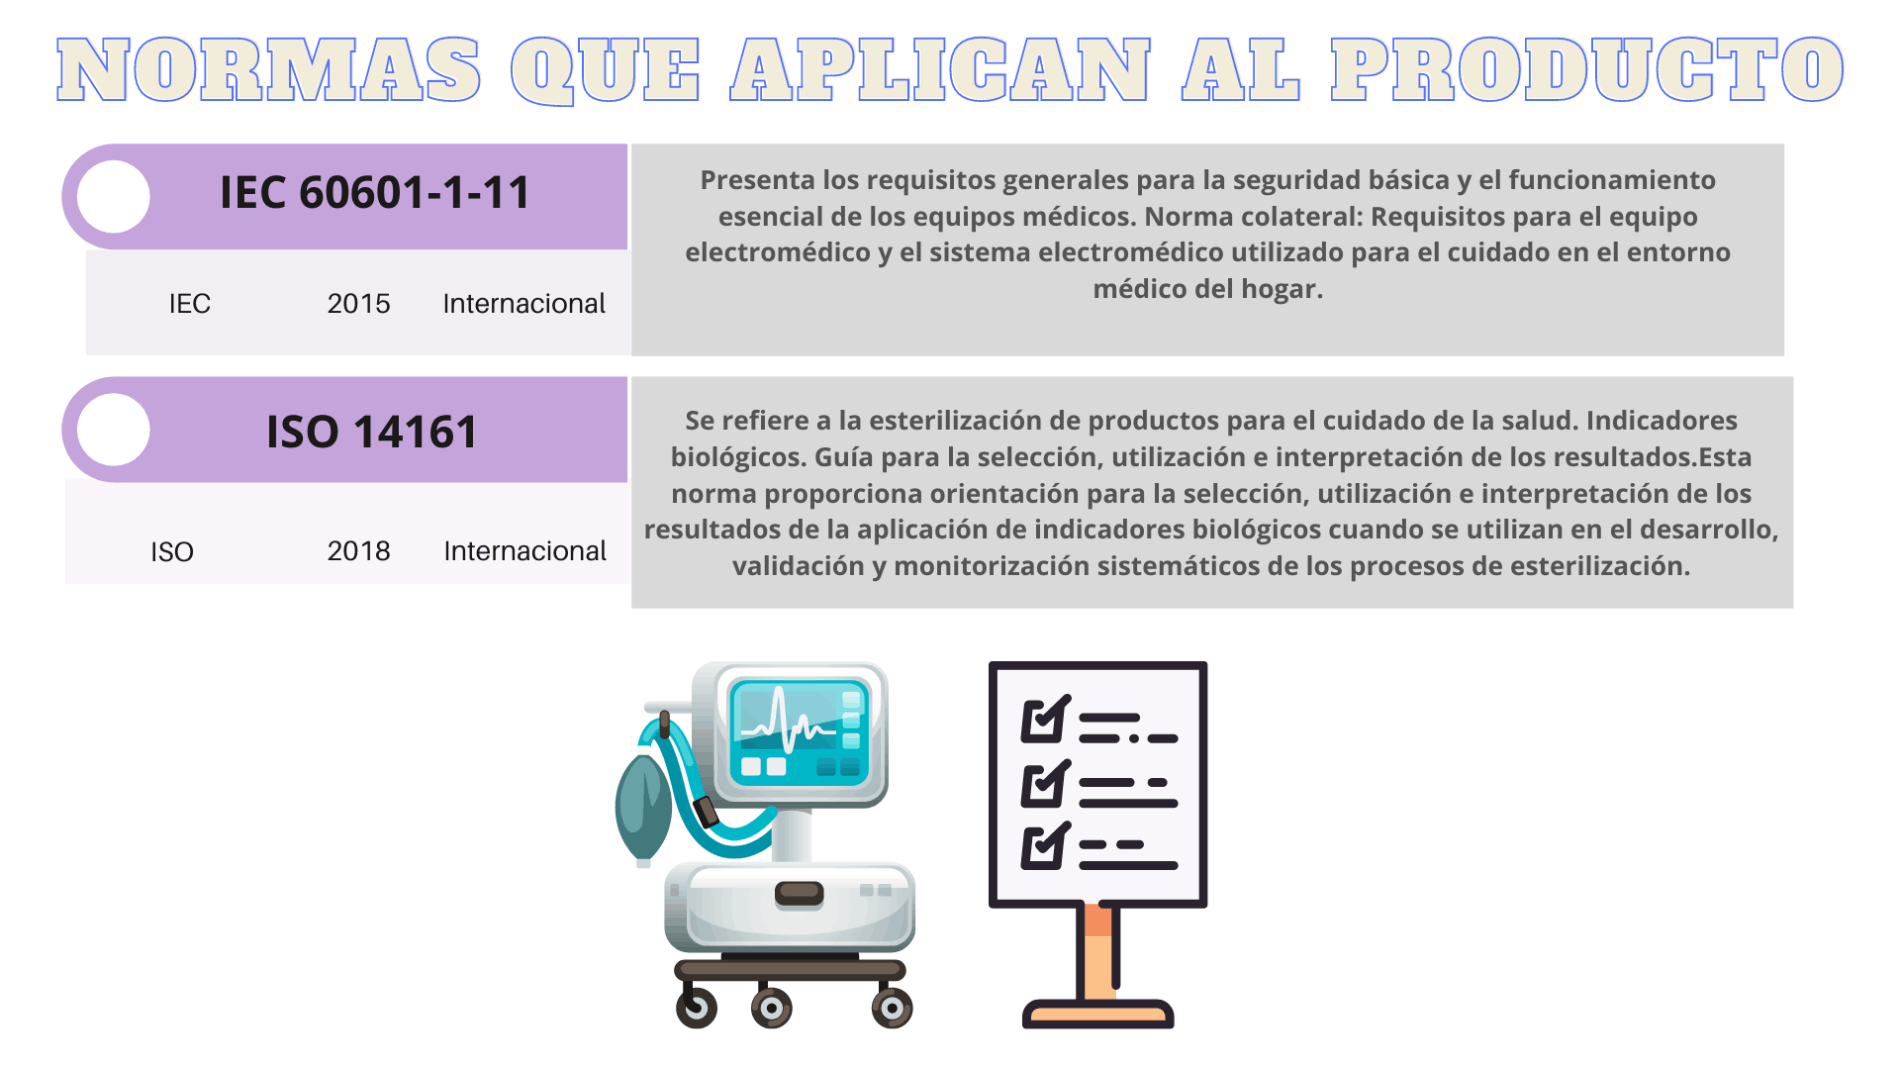 NORMAS QUE APLICAN AL PRODUCTO
IEC 60601-1-11
IEC 2015 Internacional
Presenta los requisitos generales para la seguridad básica y el funcionamiento
esencial de los equipos médicos. Norma colateral: Requisitos para el equipo
electromédico y el sistema electromédico utilizado para el cuidado en el entorno
médico del hogar.
ISO 14161
ISO 2018 Internacional
Se refiere a la esterilización de productos para el cuidado de la salud. Indicadores
biológicos. Guía para la selección, utilización e interpretación de los resultados.Esta
norma proporciona orientación para la selección, utilización e interpretación de los
resultados de la aplicación de indicadores biológicos cuando se utilizan en el desarrollo,
validación y monitorización sistemáticos de los procesos de esterilización.